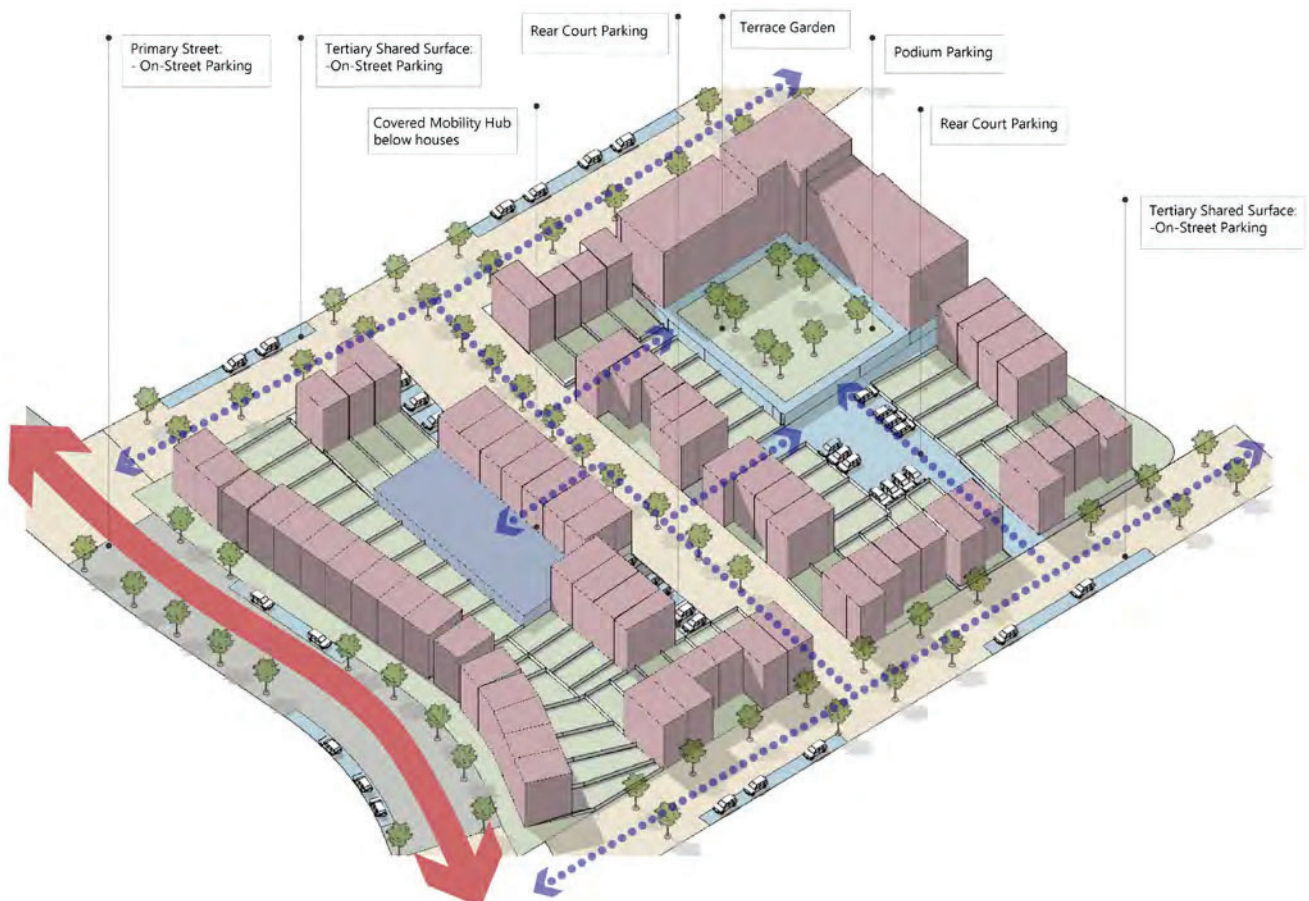 Primary Street:
- On-Street Parking
Tertiary Shared Surface:
-On-Street Parking
Covered Mobility Hub
below houses
Rear Court Parking
Terrace Garden
Podium Parking
Rear Court Parking
Tertiary Shared Surface:
-On-Street Parking